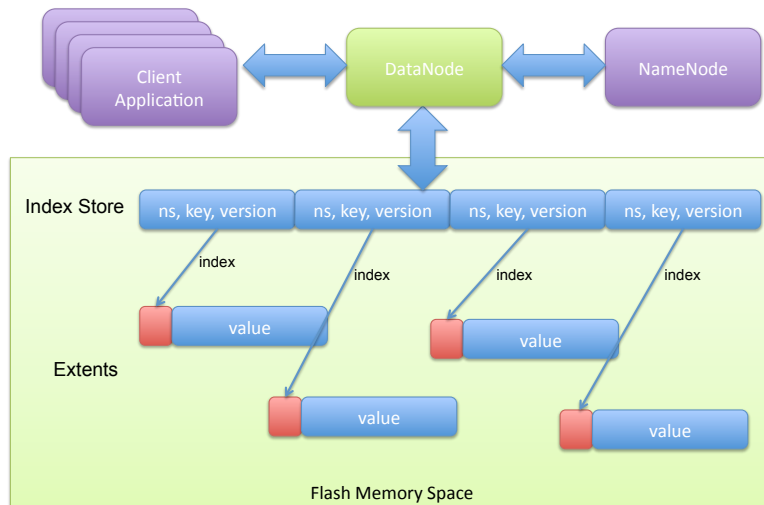 Client
Application
DataNode
NameNode
Index Store
ns, key, version
ns, key, version
ns, key, version
ns, key, version
index
index
index
index
value
value
Extents
value
value
Flash Memory Space